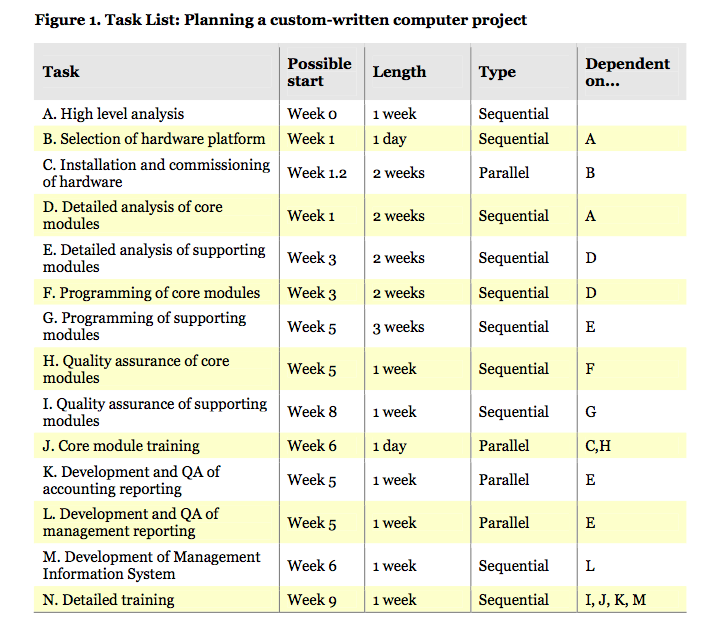 Figure 1. Task List: Planning a custom-written computer project
Task Possible start Length Type Dependent on...
A. High level analysis Week 0 1 week Sequential
B. Selection of hardware platform Week 1 1 day Sequential A
C. Installation and commissioning of hardware Week 1.2 2 weeks Parallel B
D. Detailed analysis of core modules Week 1 2 weeks Sequential A
E. Detailed analysis of supporting modules Week 3 2 weeks Sequential D
F. Programming of core modules Week 3 2 weeks Sequential D
G. Programming of supporting modules Week 5 3 weeks Sequential E
H. Quality assurance of core modules Week 5 1 week Sequential F
I. Quality assurance of supporting modules Week 8 1 week Sequential G
J. Core module training Week 6 1 day Parallel C,H
K. Development and QA of accounting reporting Week 5 1 week Parallel E
L. Development and QA of management reporting Week 5 1 week Parallel E
M. Development of Management Information System Week 6 1 week Sequential L
N. Detailed training Week 9 1 week Sequential I, J, K, M